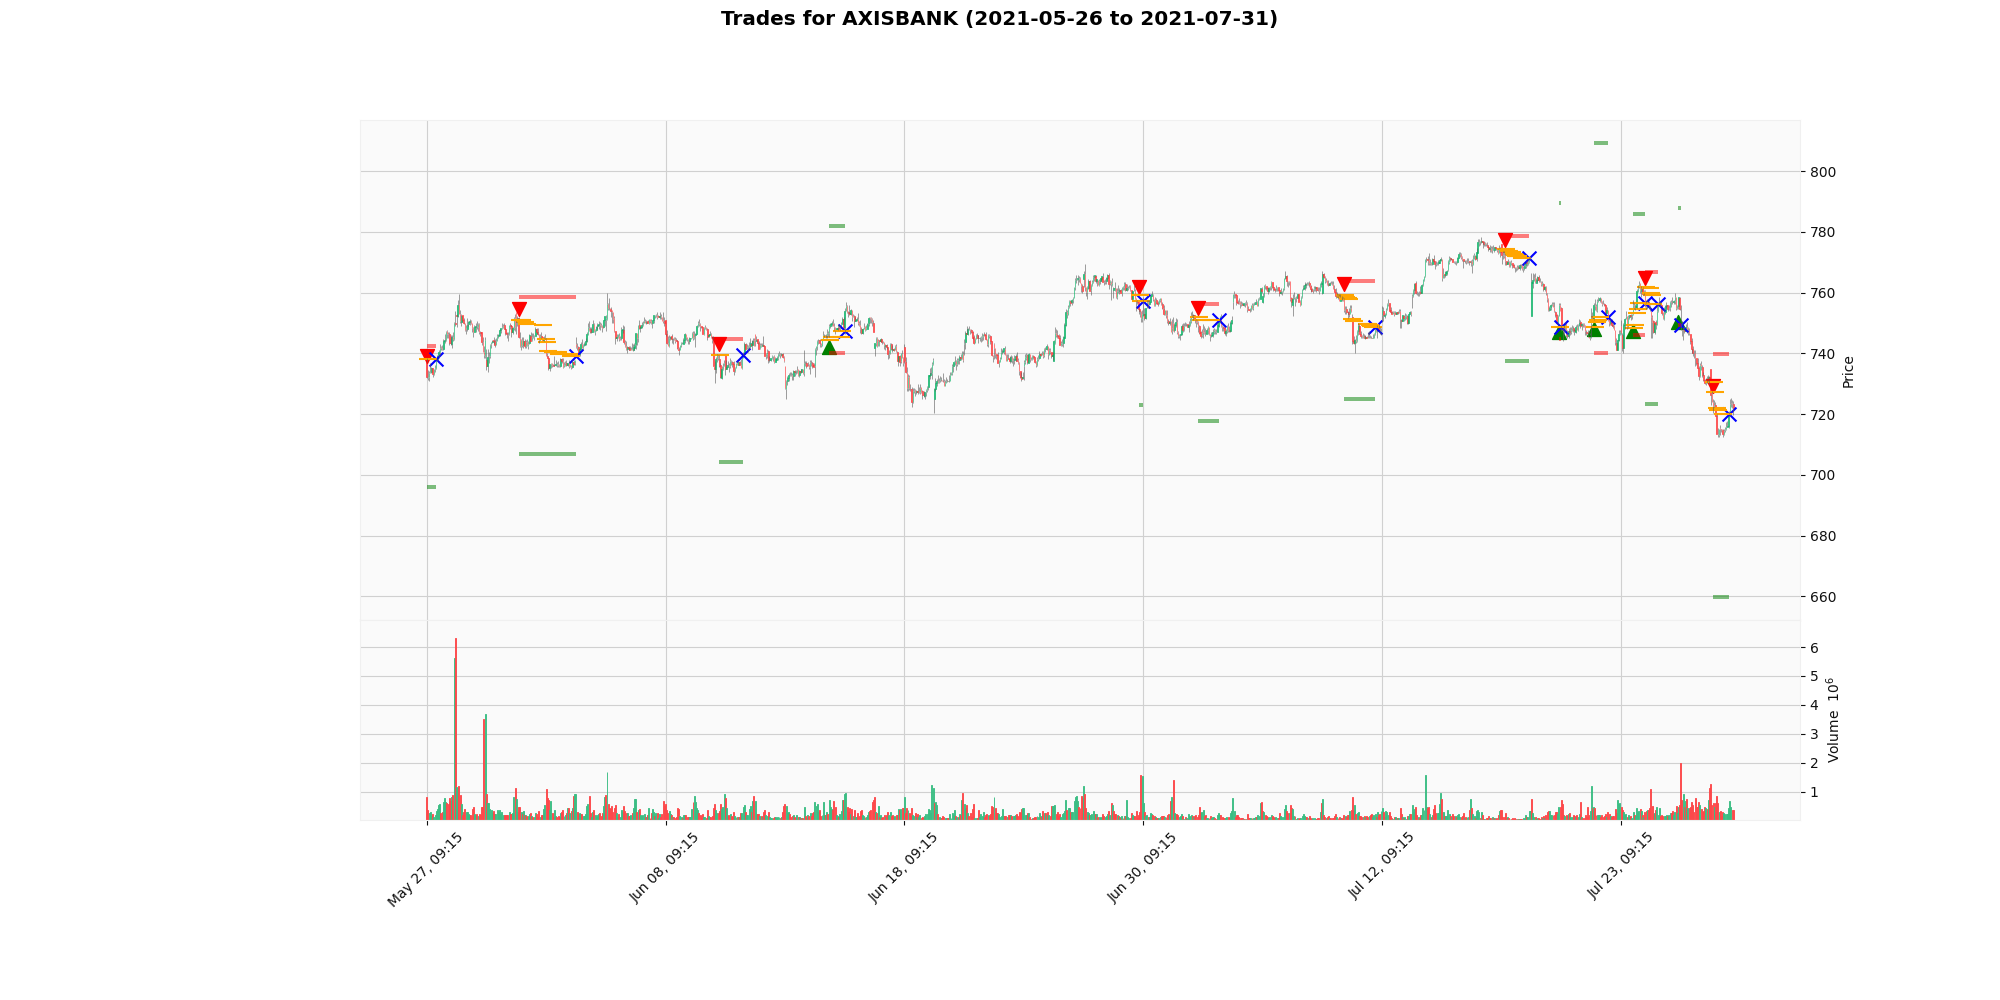 Trades for AXISBANK (2021-05-26 to 2021-07-31)
800
780
760
740
720
700
680
660
Price
6
5
4
3
2
1
Volume 10⁶
May 27, 09:15
Jun 08, 09:15
Jun 18, 09:15
Jun 30, 09:15
Jul 12, 09:15
Jul 23, 09:15